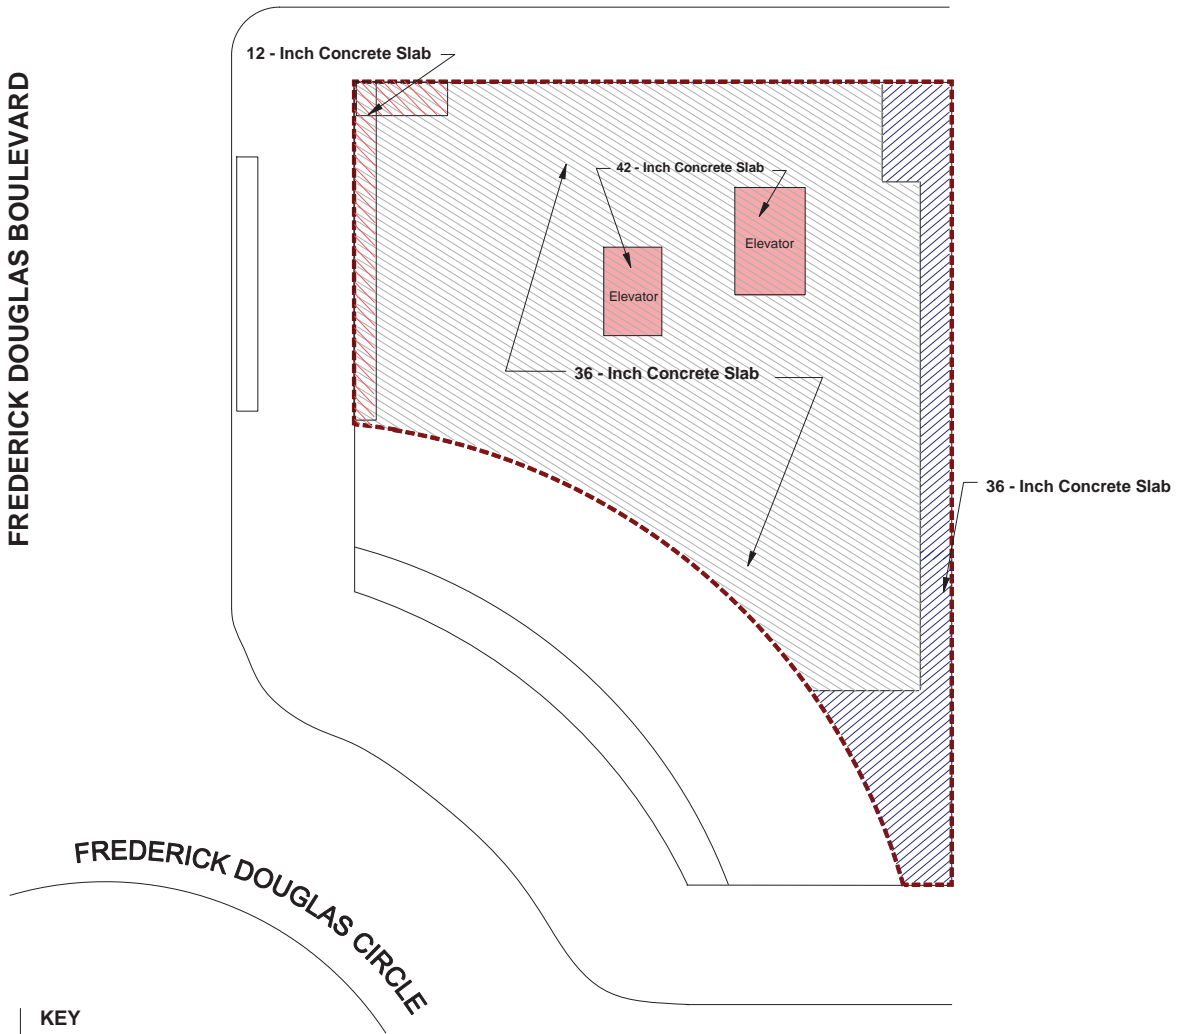 12 - Inch Concrete Slab
FREDERICK DOUGLAS BOULEVARD
42 - Inch Concrete Slab
Elevator
Elevator
36 - Inch Concrete Slab
36 - Inch Concrete Slab
FREDERICK DOUGLAS CIRCLE
KEY